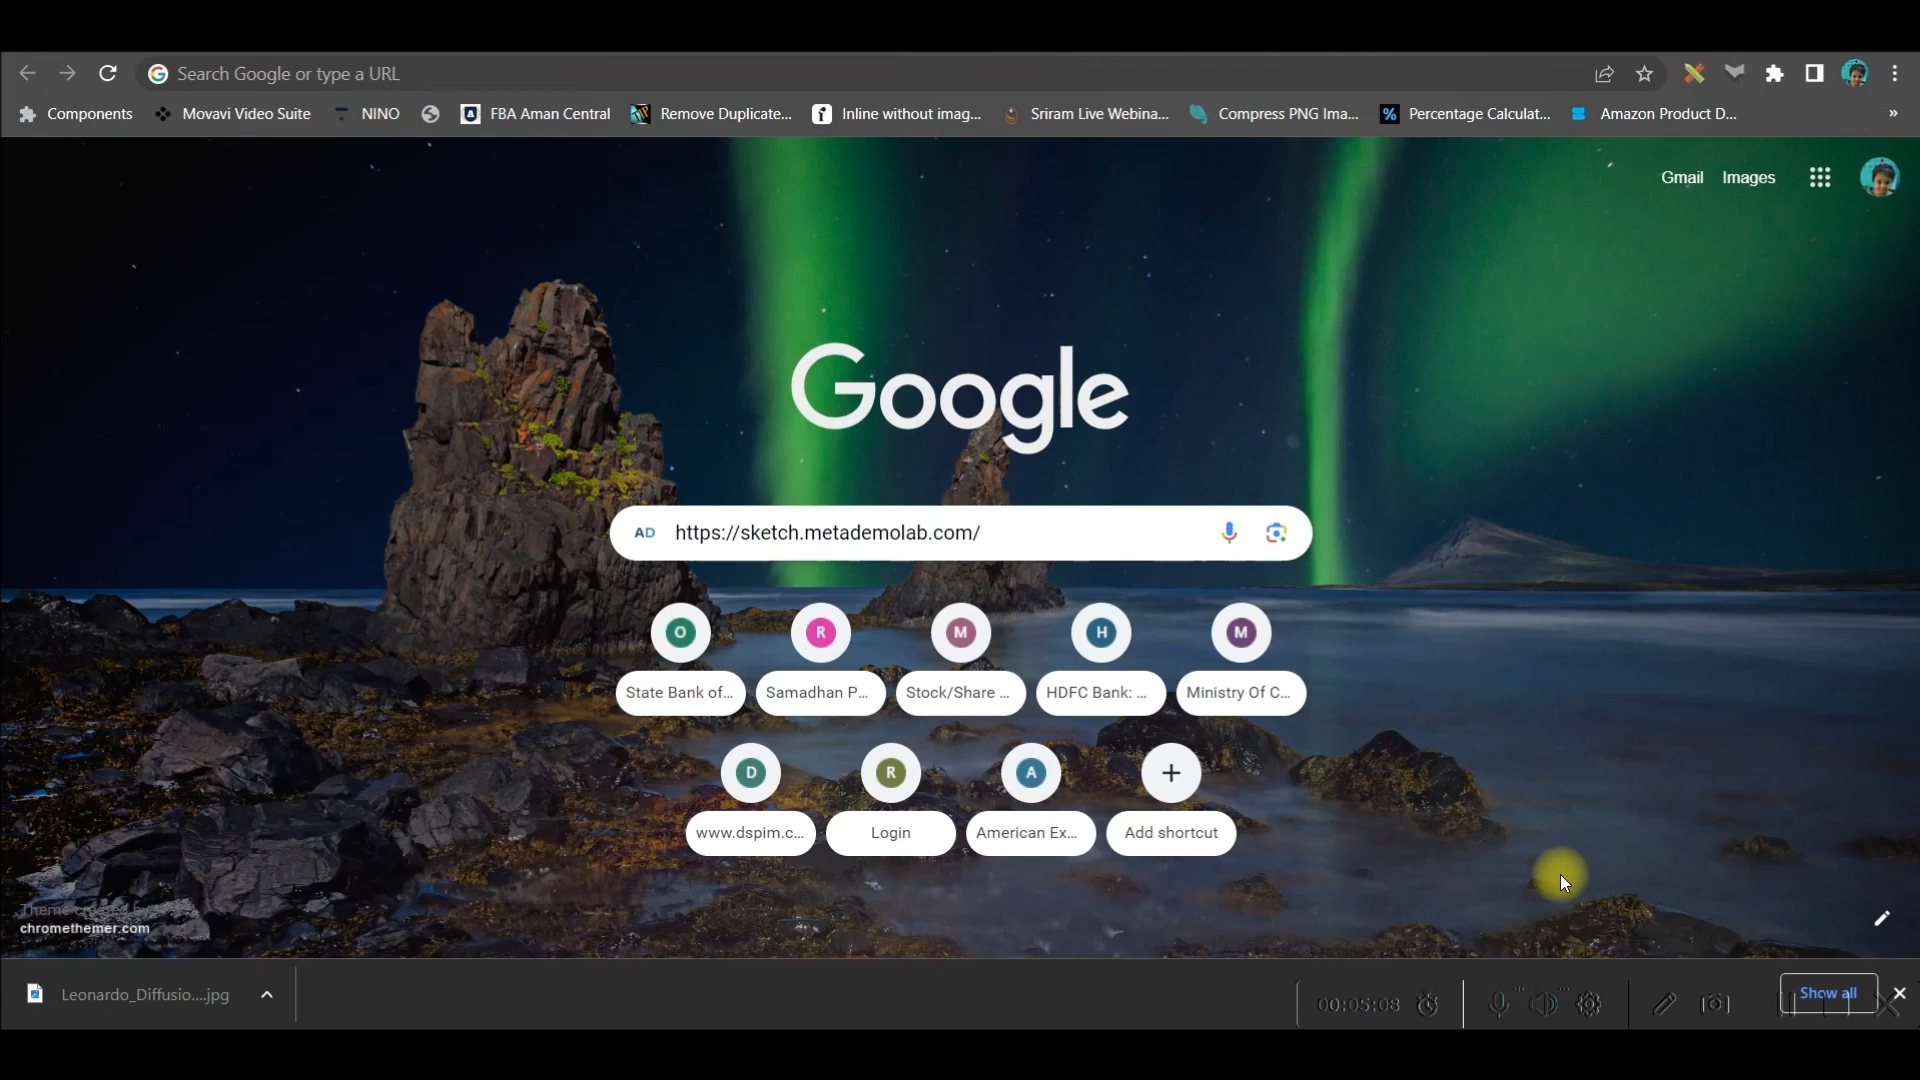 Search Google or type a URL
Components Movavi Video Suite NINO FBA Aman Central Remove Duplicate... Inline without imag... Sriram Live Webina... Compress PNG Ima... % Percentage Calculat... Amazon Product D... »
Gmail Images
Google
AD https://sketch.metademolab.com/
O R M H M
State Bank of... Samadhan P... Stock/Share ... HDFC Bank: ... Ministry Of C...
D R A
www.dspim.c... Login American Ex... Add shortcut
Theme created by
chromethemer.com
Leonardo_Diffusio....jpg
00:05:08
Show all